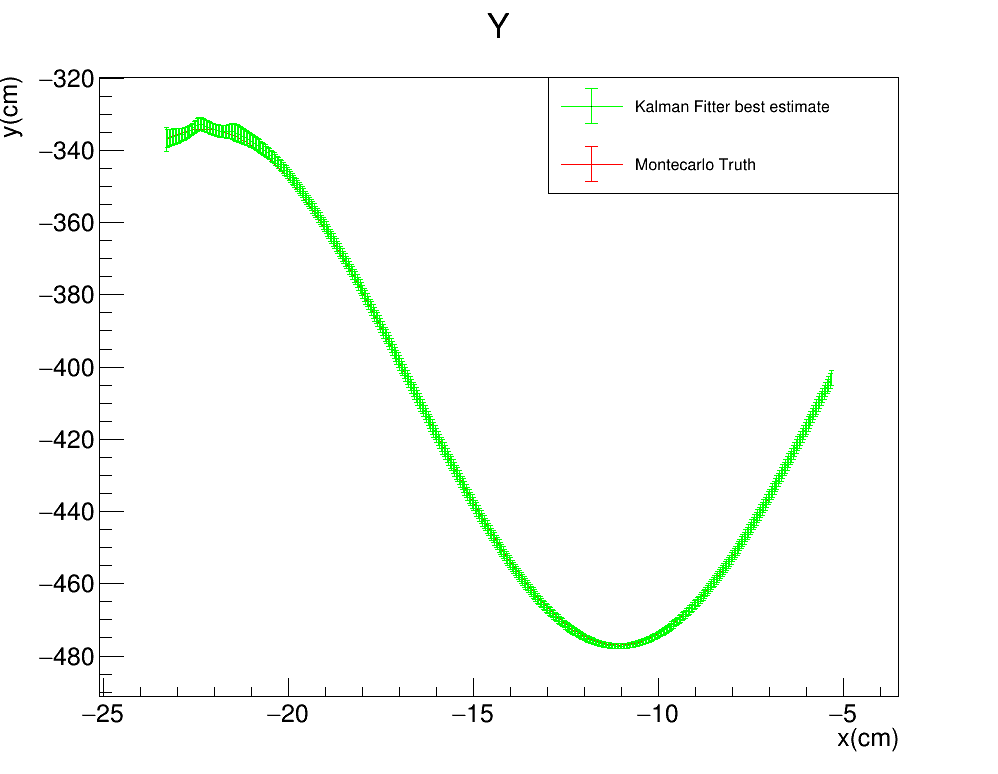 Y
y(cm)
−320
−340
−360
−380
−400
−420
−440
−460
−480
Kalman Fitter best estimate
Montecarlo Truth
−25 −20 −15 −10 −5
x(cm)